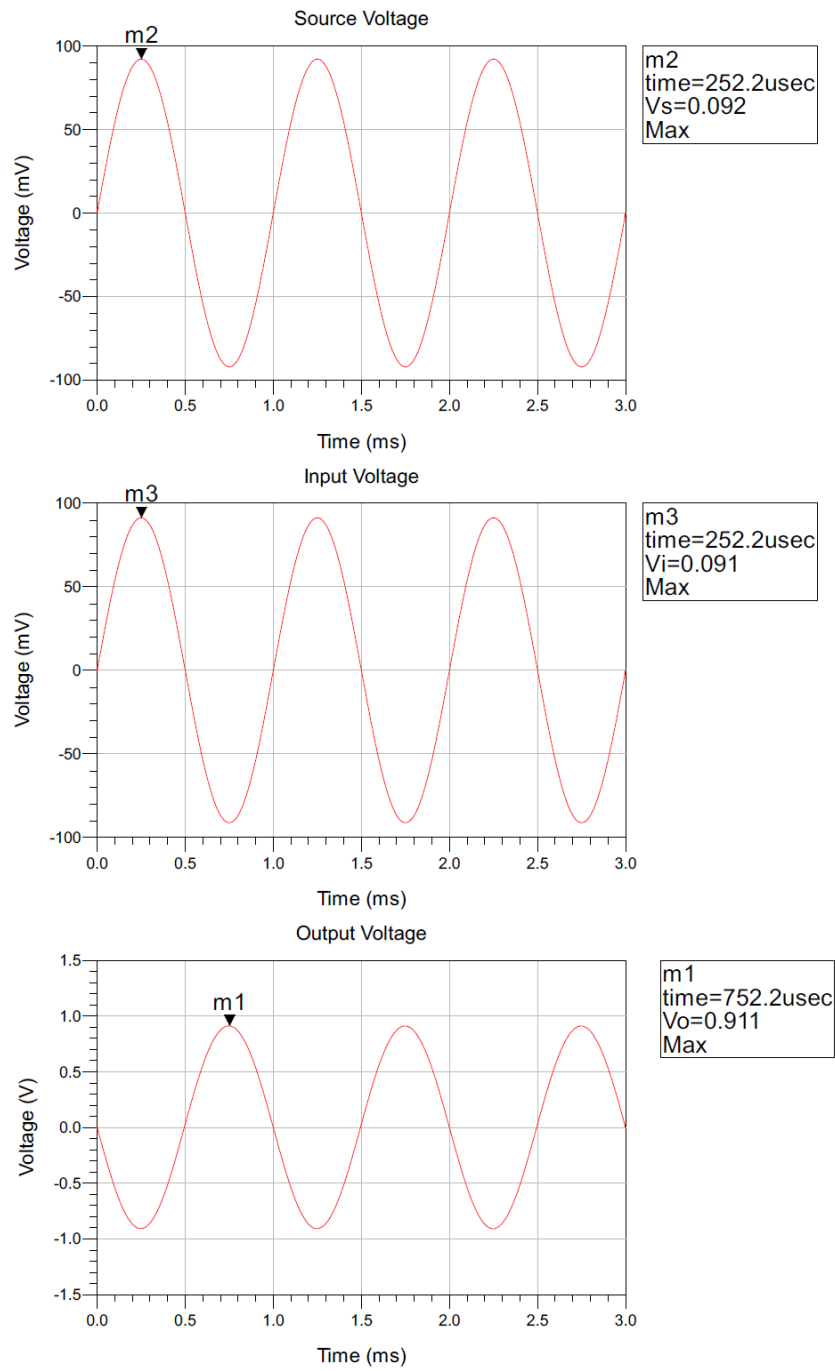 Source Voltage
m2
100
50
0
-50
-100
Voltage (mV)
0.0 0.5 1.0 1.5 2.0 2.5 3.0
Time (ms)
m2
time=252.2usec
Vs=0.092
Max
Input Voltage
m3
100
50
0
-50
-100
Voltage (mV)
0.0 0.5 1.0 1.5 2.0 2.5 3.0
Time (ms)
m3
time=252.2usec
Vi=0.091
Max
Output Voltage
m1
1.5
1.0
0.5
0.0
-0.5
-1.0
-1.5
Voltage (V)
0.0 0.5 1.0 1.5 2.0 2.5 3.0
Time (ms)
m1
time=752.2usec
Vo=0.911
Max